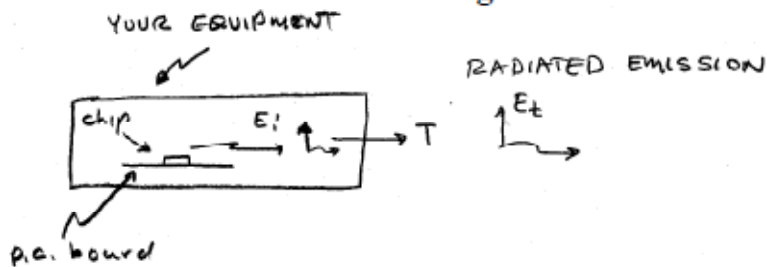 YOUR EQUIPMENT
RADIATED EMISSION
chip
Ei
T
Et
p.c. board